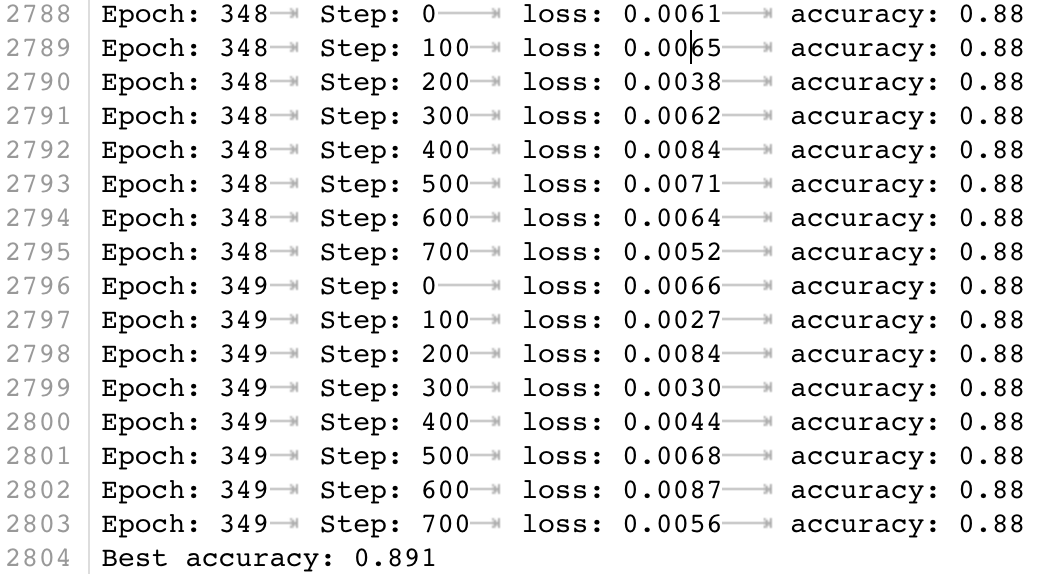 2788 Epoch: 348 Step: 0 loss: 0.0061 accuracy: 0.88
2789 Epoch: 348 Step: 100 loss: 0.0065 accuracy: 0.88
2790 Epoch: 348 Step: 200 loss: 0.0038 accuracy: 0.88
2791 Epoch: 348 Step: 300 loss: 0.0062 accuracy: 0.88
2792 Epoch: 348 Step: 400 loss: 0.0084 accuracy: 0.88
2793 Epoch: 348 Step: 500 loss: 0.0071 accuracy: 0.88
2794 Epoch: 348 Step: 600 loss: 0.0064 accuracy: 0.88
2795 Epoch: 348 Step: 700 loss: 0.0052 accuracy: 0.88
2796 Epoch: 349 Step: 0 loss: 0.0066 accuracy: 0.88
2797 Epoch: 349 Step: 100 loss: 0.0027 accuracy: 0.88
2798 Epoch: 349 Step: 200 loss: 0.0084 accuracy: 0.88
2799 Epoch: 349 Step: 300 loss: 0.0030 accuracy: 0.88
2800 Epoch: 349 Step: 400 loss: 0.0044 accuracy: 0.88
2801 Epoch: 349 Step: 500 loss: 0.0068 accuracy: 0.88
2802 Epoch: 349 Step: 600 loss: 0.0087 accuracy: 0.88
2803 Epoch: 349 Step: 700 loss: 0.0056 accuracy: 0.88
2804 Best accuracy: 0.891